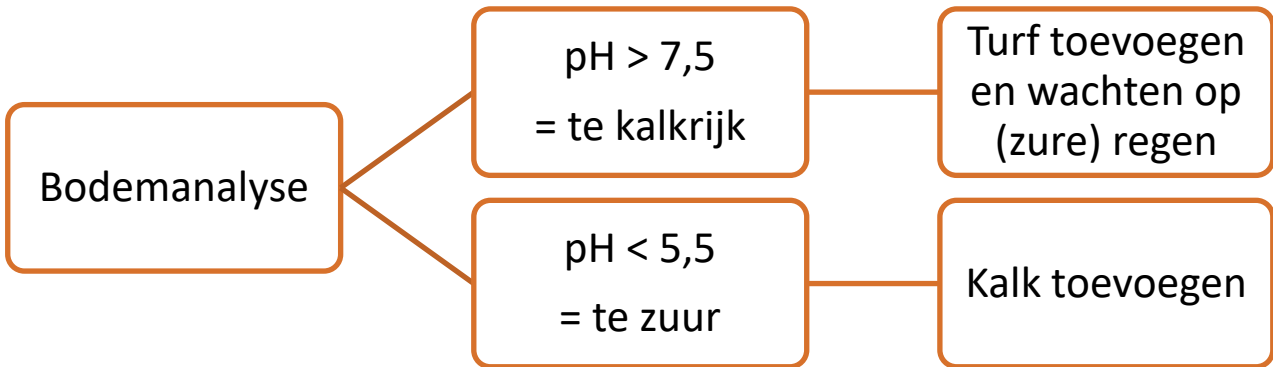 Bodemanalyse
pH > 7,5
= te kalkrijk
Turf toevoegen
en wachten op
(zure) regen
pH < 5,5
= te zuur
Kalk toevoegen